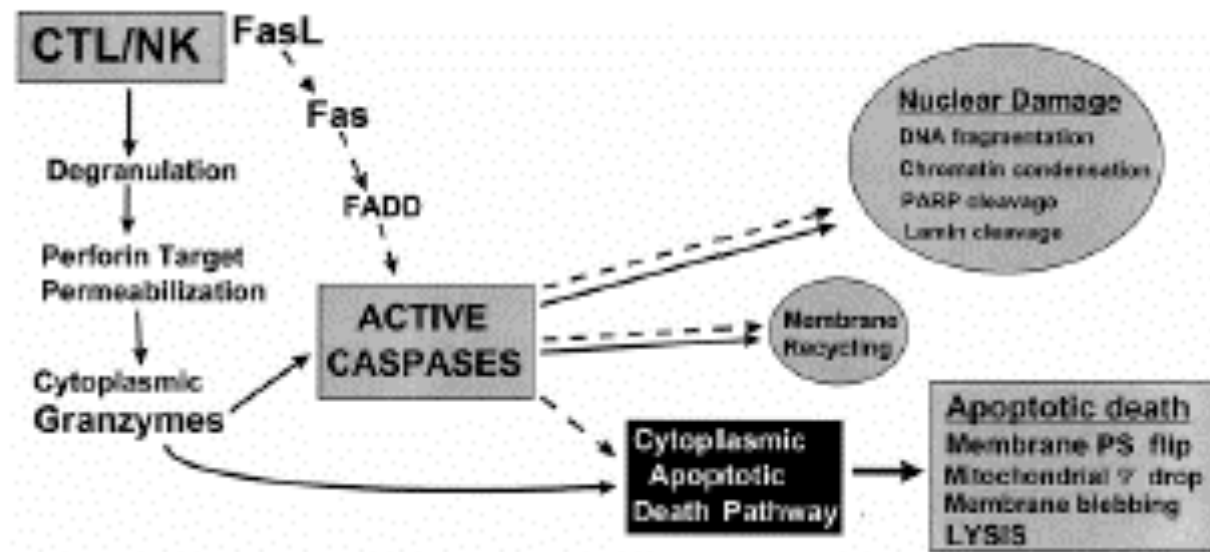 CTL/NK
FasL
Fas
FADD
Degranulation
Perforin Target
Permeabilization
Cytoplasmic
Granzymes
ACTIVE
CASPASES
Nuclear Damage
DNA fragmentation
Chromatin condensation
PARP cleavage
Lamin cleavage
Membrane
Recycling
Cytoplasmic
Apoptotic
Death Pathway
Apoptotic death
Membrane PS flip
Mitochondrial Ψ drop
Membrane blebbing
LYSIS